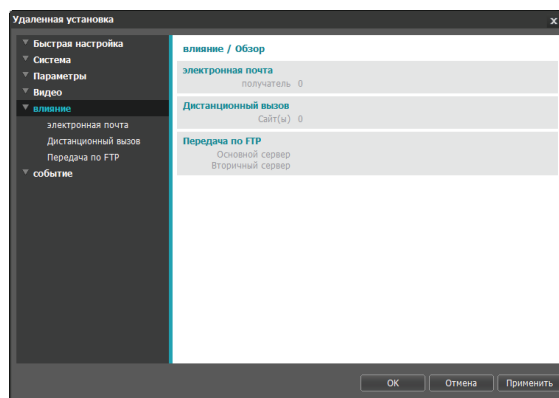 Удаленная установка
x
Быстрая настройка
Система
Параметры
Видео
влияние
электронная почта
Дистанционный вызов
Передача по FTP
событие
влияние / Обзор
электронная почта
получатель 0
Дистанционный вызов
Сайт(ы) 0
Передача по FTP
Основной сервер
Вторичный сервер
OK Отмена Применить